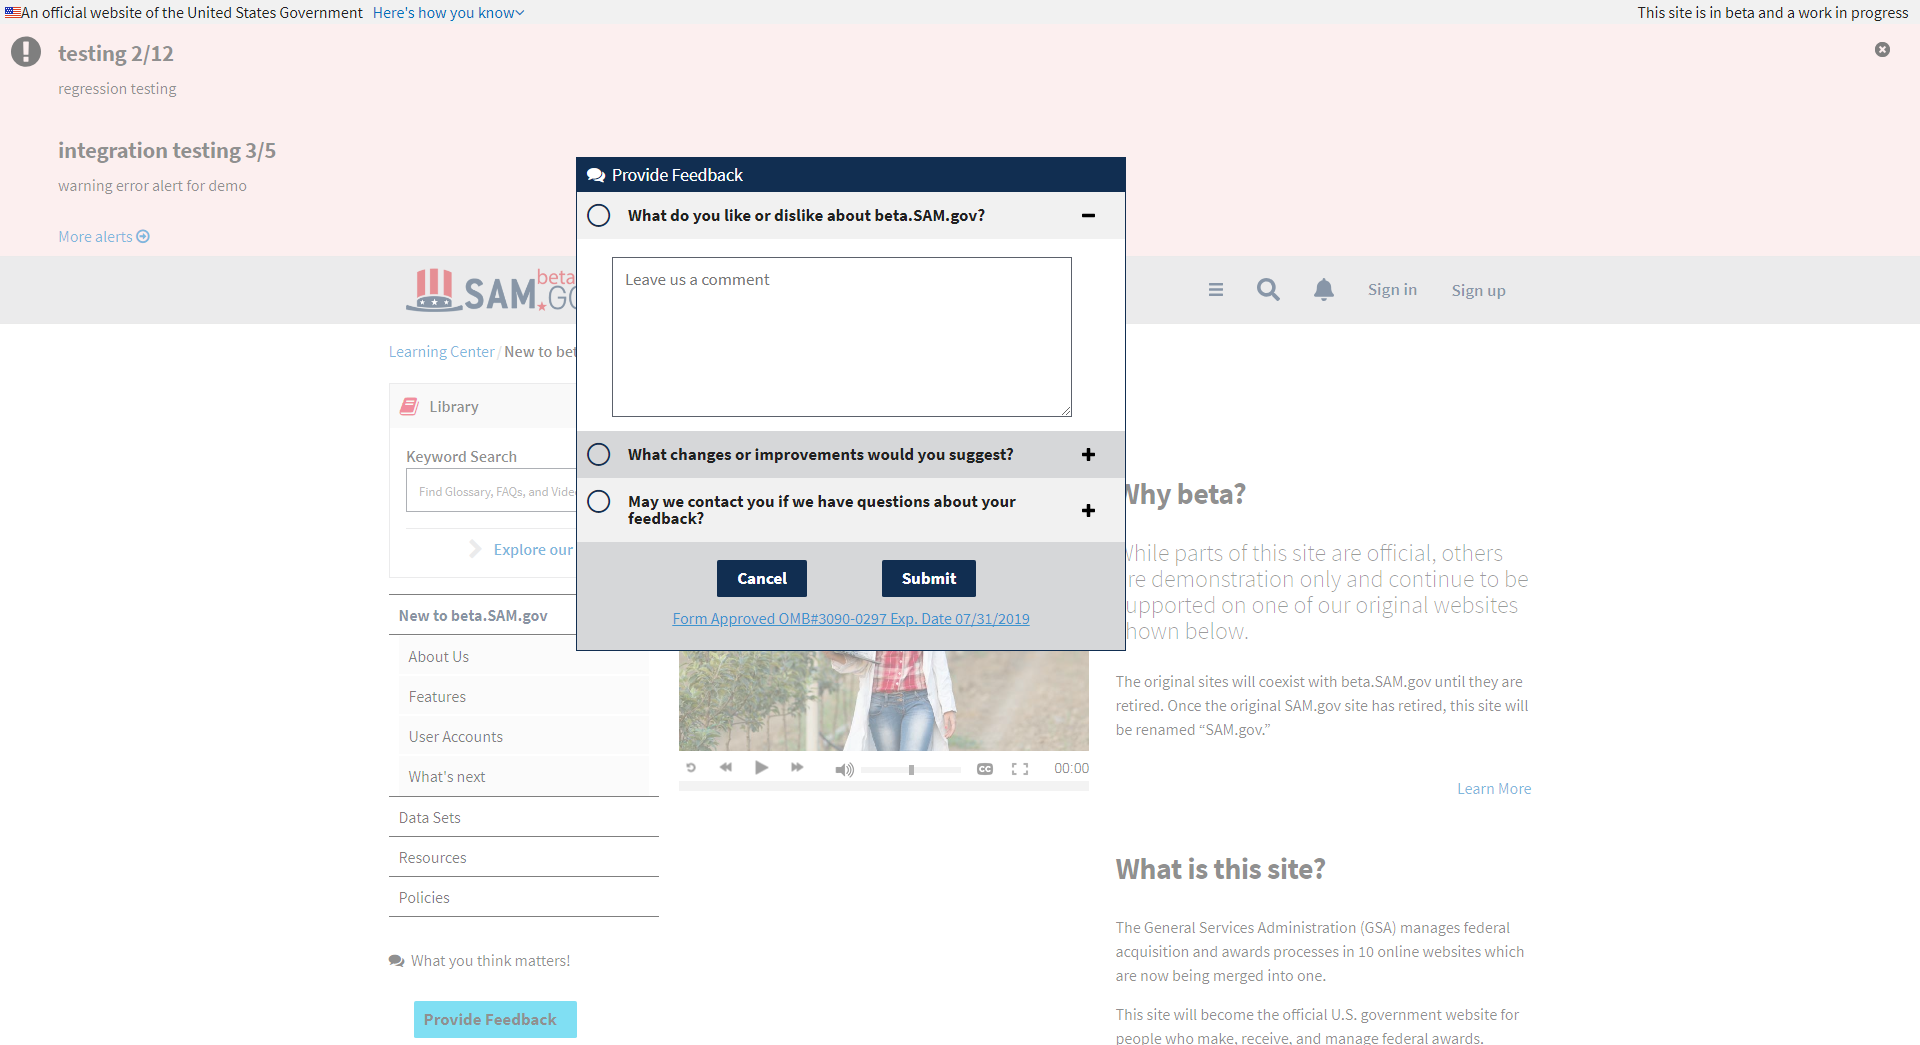 An official website of the United States Government Here's how you know
This site is in beta and a work in progress
testing 2/12
regression testing
integration testing 3/5
warning error alert for demo
More alerts
beta
SAM.GO
Sign in
Sign up
Learning Center / New to bet
Library
Keyword Search
Find Glossary, FAQs, and Vide
Explore our
New to beta.SAM.gov
About Us
Features
User Accounts
What's next
Data Sets
Resources
Policies
What you think matters!
Provide Feedback
Provide Feedback
What do you like or dislike about beta.SAM.gov?
Leave us a comment
What changes or improvements would you suggest?
May we contact you if we have questions about your
feedback?
Cancel
Submit
Form Approved OMB#3090-0297 Exp. Date 07/31/2019
CC
00:00
Why beta?
While parts of this site are official, others
are demonstration only and continue to be
supported on one of our original websites
shown below.
The original sites will coexist with beta.SAM.gov until they are
retired. Once the original SAM.gov site has retired, this site will
be renamed “SAM.gov.”
Learn More
What is this site?
The General Services Administration (GSA) manages federal
acquisition and awards processes in 10 online websites which
are now being merged into one.
This site will become the official U.S. government website for
people who make, receive, and manage federal awards.